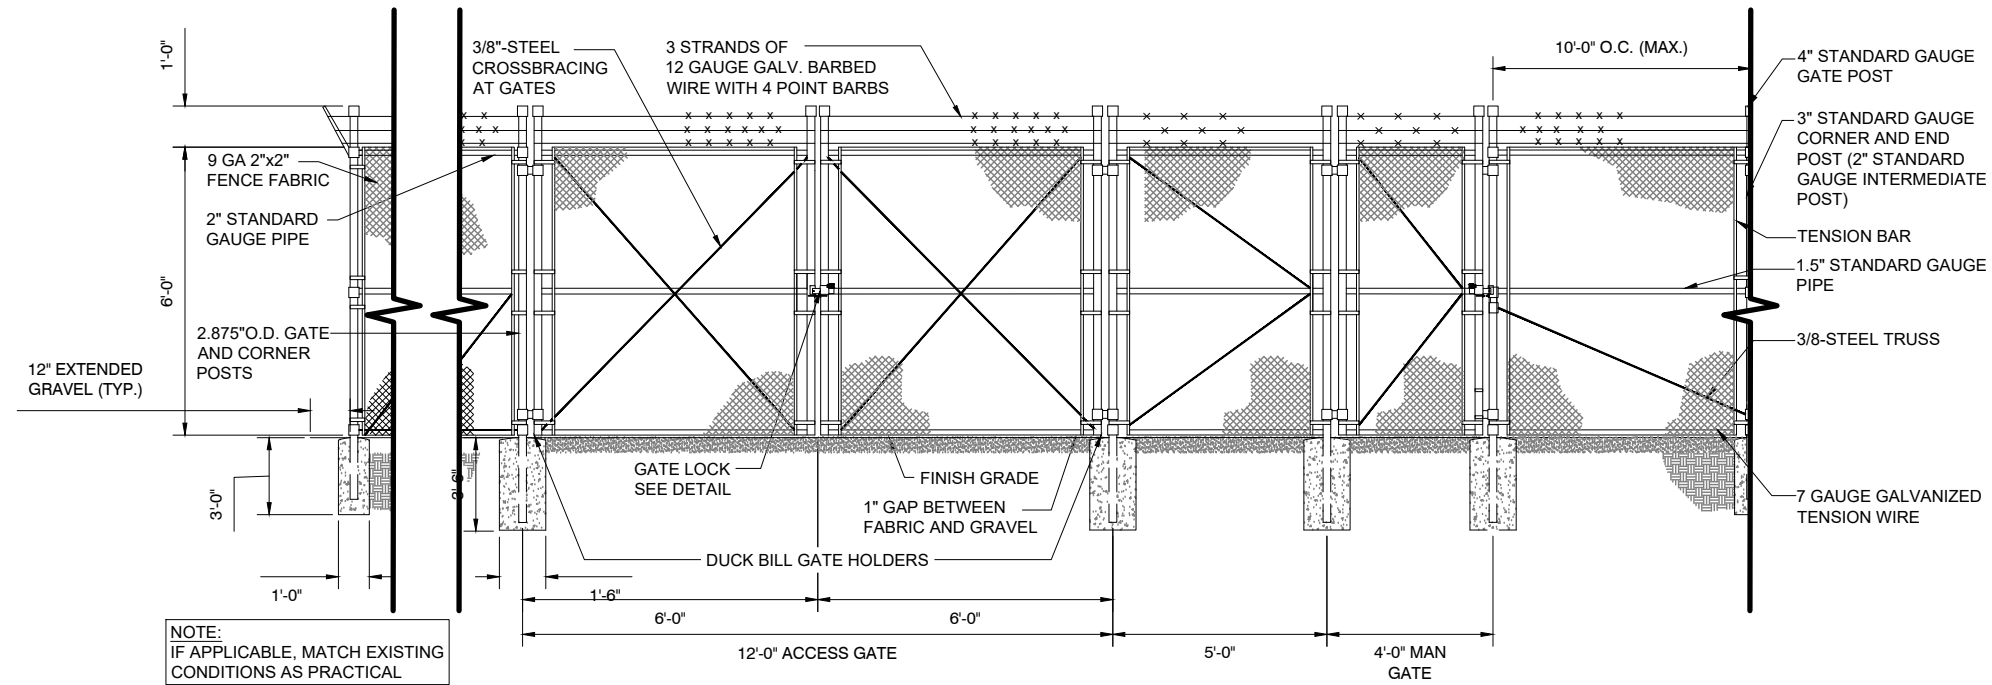 1'-0"
3/8"-STEEL
CROSSBRACING
AT GATES
3 STRANDS OF
12 GAUGE GALV. BARBED
WIRE WITH 4 POINT BARBS
10'-0" O.C. (MAX.)
4" STANDARD GAUGE
GATE POST
3" STANDARD GAUGE
CORNER AND END
POST (2" STANDARD
GAUGE INTERMEDIATE
POST)
9 GA 2"x2"
FENCE FABRIC
2" STANDARD
GAUGE PIPE
6'-0"
TENSION BAR
1.5" STANDARD GAUGE
PIPE
2.875"O.D. GATE
AND CORNER
POSTS
3/8-STEEL TRUSS
12" EXTENDED
GRAVEL (TYP.)
3'-0"
3'-6"
GATE LOCK
SEE DETAIL
FINISH GRADE
1" GAP BETWEEN
FABRIC AND GRAVEL
7 GAUGE GALVANIZED
TENSION WIRE
DUCK BILL GATE HOLDERS
1'-0"
1'-6"
6'-0"
6'-0"
12'-0" ACCESS GATE
5'-0"
4'-0" MAN
GATE
NOTE:
IF APPLICABLE, MATCH EXISTING
CONDITIONS AS PRACTICAL